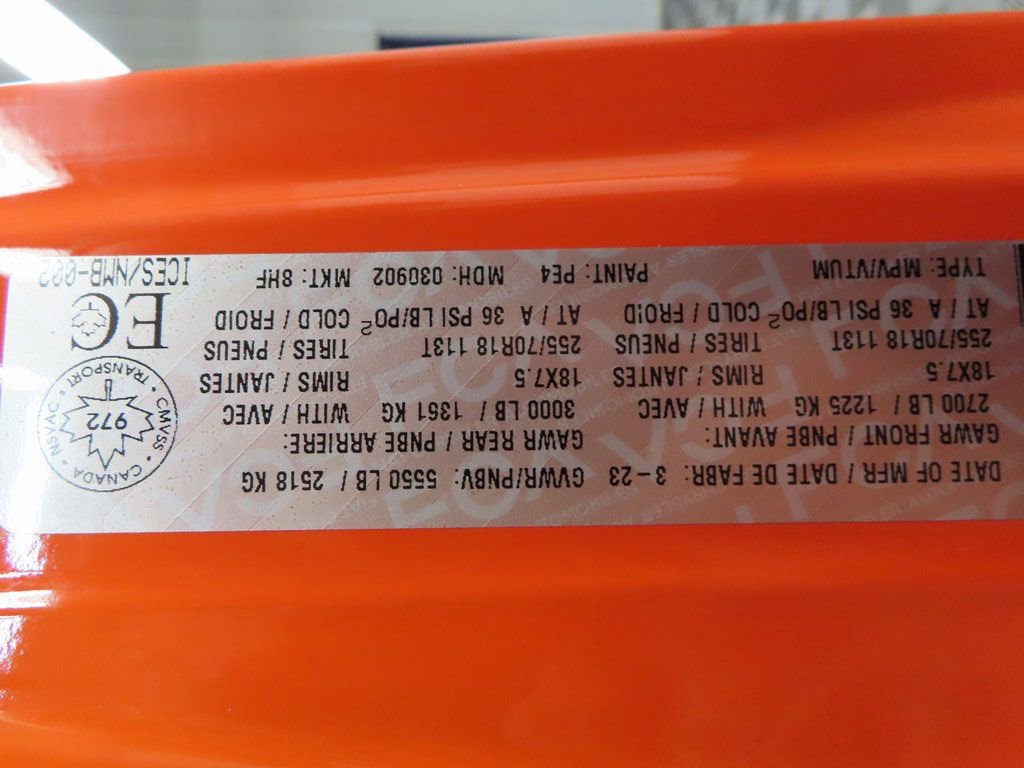 DATE OF MFR / DATE DE FABR: 3-23 GVWR/PNBV: 5550 LB / 2518 KG
GAWR FRONT / PNBE AVANT: GAWR REAR / PNBE ARRIERE:
2700 LB / 1225 KG WITH / AVEC 3000 LB / 1361 KG WITH / AVEC
18X7.5 RIMS / JANTES 18X7.5 RIMS / JANTES
255/70R18 113T TIRES / PNEUS 255/70R18 113T TIRES / PNEUS
AT / A 36 PSI LB/PO² COLD / FROID AT / A 36 PSI LB/PO² COLD / FROID
TYPE: MPV/VTUM PAINT: PE4 MDH: 030902 MKT: 8HF
CANADA · NSVAC · TRANSPORT · CMVSS
972
EC
ICES/NMB-002